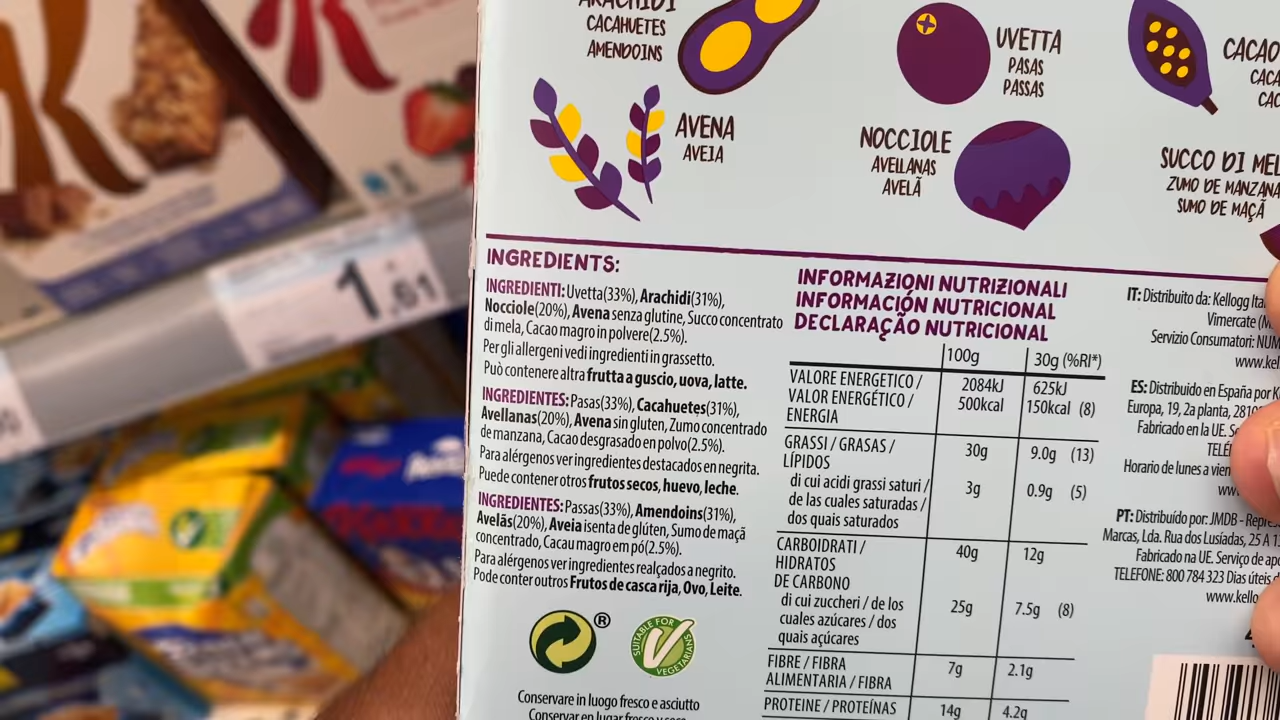 ARACHIDI
CACAHUETES
AMENDOINS
UVETTA
PASAS
PASSAS
CACAO
AVENA
AVEIA
NOCCIOLE
AVELLANAS
AVELÃ
SUCCO DI MEL
ZUMO DE MANZANA
SUMO DE MAÇÃ
1,61
INGREDIENTS:
INGREDIENTI: Uvetta(33%), Arachidi(31%),
Nocciole(20%), Avena senza glutine, Succo concentrato
di mela, Cacao magro in polvere(2.5%).
Per gli allergeni vedi ingredienti in grassetto.
Può contenere altra frutta a guscio, uova, latte.
INGREDIENTES: Pasas(33%), Cacahuetes(31%),
Avellanas(20%), Avena sin gluten, Zumo concentrado
de manzana, Cacao desgrasado en polvo(2.5%).
Para alérgenos ver ingredientes destacados en negrita.
Puede contener otros frutos secos, huevo, leche.
INGREDIENTES: Passas(33%), Amendoins(31%),
Avelãs(20%), Aveia isenta de glúten, Sumo de maçã
concentrado, Cacau magro em pó(2.5%).
Para alérgenos ver ingredientes realçados a negrito.
Pode conter outros Frutos de casca rija, Ovo, Leite.
®
SUITABLE FOR VEGETARIANS
Conservare in luogo fresco e asciutto
Conservar en lugar fresco y seco
INFORMAZIONI NUTRIZIONALI
INFORMACIÓN NUTRICIONAL
DECLARAÇÃO NUTRICIONAL
100g 30g (%RI*)
VALORE ENERGETICO / 2084kJ 625kJ
VALOR ENERGÉTICO / 500kcal 150kcal (8)
ENERGIA
GRASSI / GRASAS / 30g 9.0g (13)
LÍPIDOS
di cui acidi grassi saturi / 3g 0.9g (5)
de las cuales saturadas /
dos quais saturados
CARBOIDRATI / 40g 12g
HIDRATOS
DE CARBONO
di cui zuccheri / de los 25g 7.5g (8)
cuales azúcares / dos
quais açúcares
FIBRE / FIBRA 7g 2.1g
ALIMENTARIA / FIBRA
PROTEINE / PROTEÍNAS 14g 4.2g
IT: Distribuito da: Kellogg Ita
Vimercate (M
Servizio Consumatori: NUM
www.kel
ES: Distribuido en España por K
Europa, 19, 2a planta, 2810
Fabricado en la UE. Se
TELÉ
Horario de lunes a vier
PT: Distribuído por: JMDB - Repre
Marcas, Lda. Rua dos Lusíadas, 25 A 1
Fabricado na UE. Serviço de apo
TELEFONE: 800 784 323 Dias úteis d
www.kello